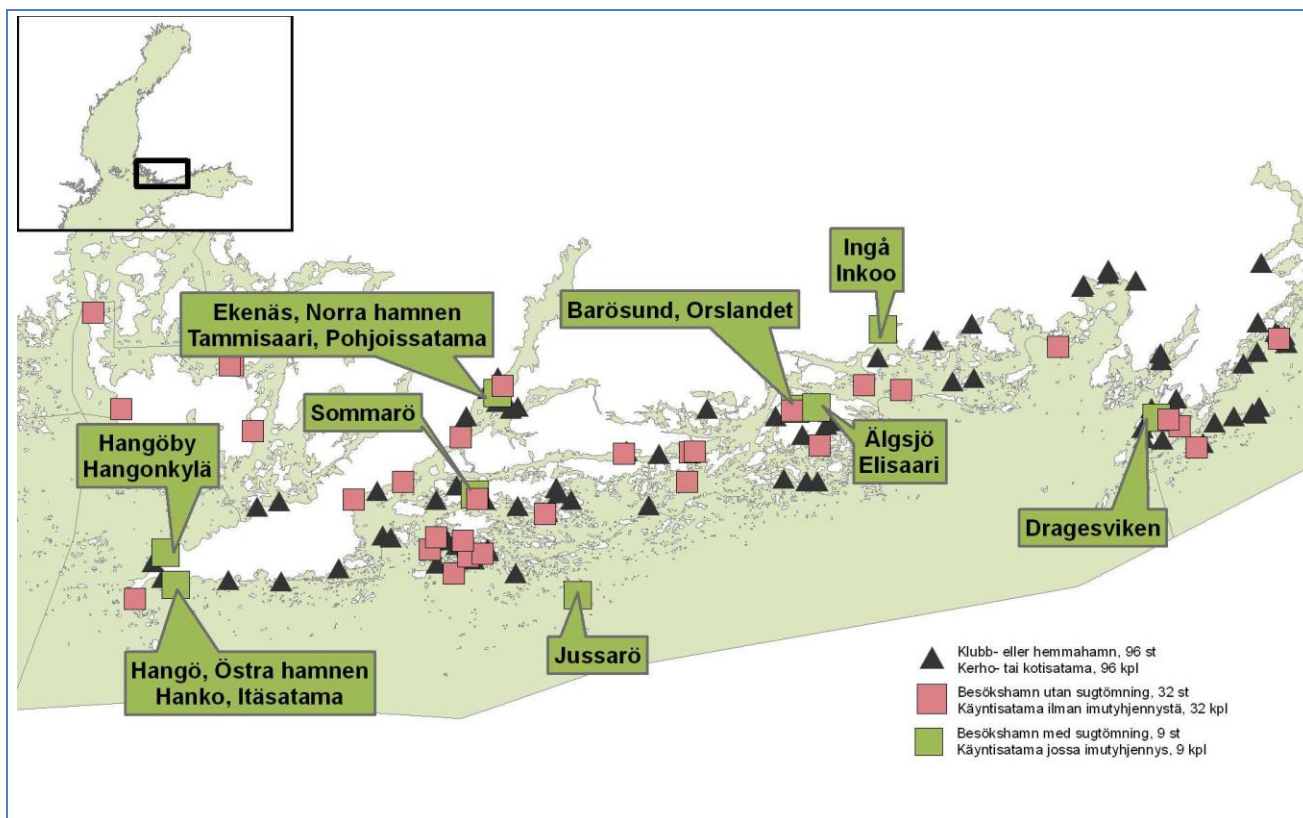 Ingå
Inkoo
Ekenäs, Norra hamnen
Tammisaari, Pohjoissatama
Barösund, Orslandet
Sommarö
Hangöby
Hangonkylä
Älgsjö
Elisaari
Dragesviken
Hangö, Östra hamnen
Hanko, Itäsatama
Jussarö
Klubb- eller hemmahamn, 96 st
Kerho- tai kotisatama, 96 kpl
Besökshamn utan sugtömning, 32 st
Käyntisatama ilman imutyhjennystä, 32 kpl
Besökshamn med sugtömning, 9 st
Käyntisatama jossa imutyhjennys, 9 kpl